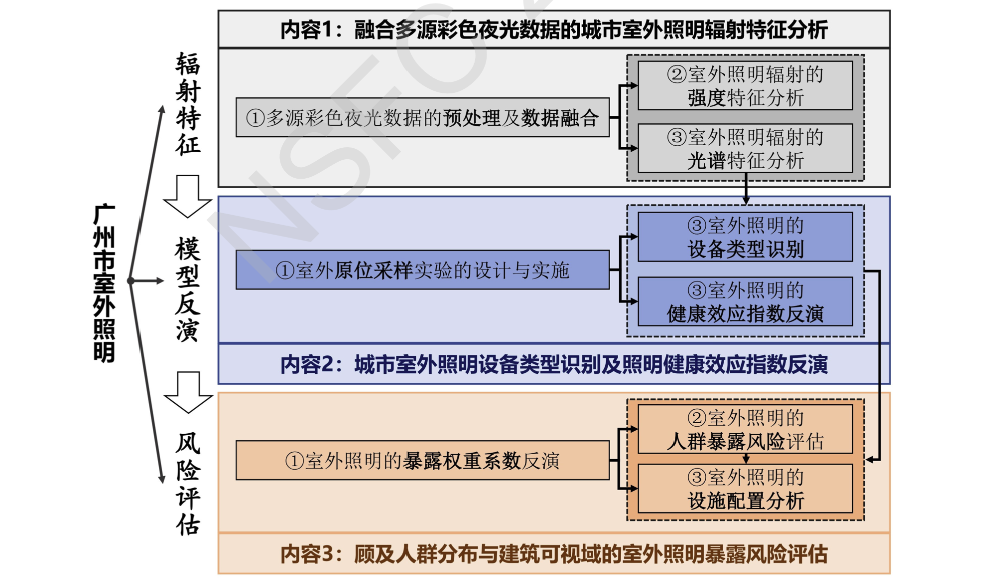 内容1：融合多源彩色夜光数据的城市室外照明辐射特征分析
辐射特征
①多源彩色夜光数据的预处理及数据融合
②室外照明辐射的
强度特征分析
③室外照明辐射的
光谱特征分析
广州市室外照明
模型反演
①室外原位采样实验的设计与实施
③室外照明的
设备类型识别
③室外照明的
健康效应指数反演
内容2：城市室外照明设备类型识别及照明健康效应指数反演
风险评估
①室外照明的暴露权重系数反演
②室外照明的
人群暴露风险评估
③室外照明的
设施配置分析
内容3：顾及人群分布与建筑可视域的室外照明暴露风险评估
NSFC